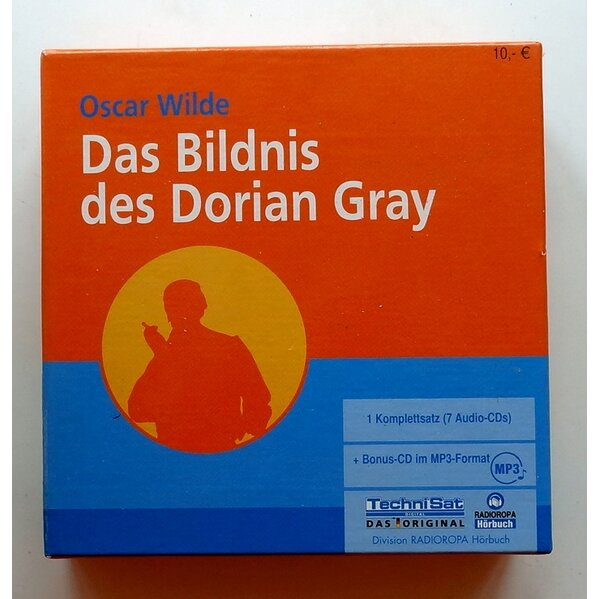 10,- €
Oscar Wilde
Das Bildnis
des Dorian Gray
1 Komplettsatz (7 Audio-CDs)
+ Bonus-CD im MP3-Format
MP3
TechniSat
DIGITAL
DAS ORIGINAL
RADIOROPA
Hörbuch
Division RADIOROPA Hörbuch